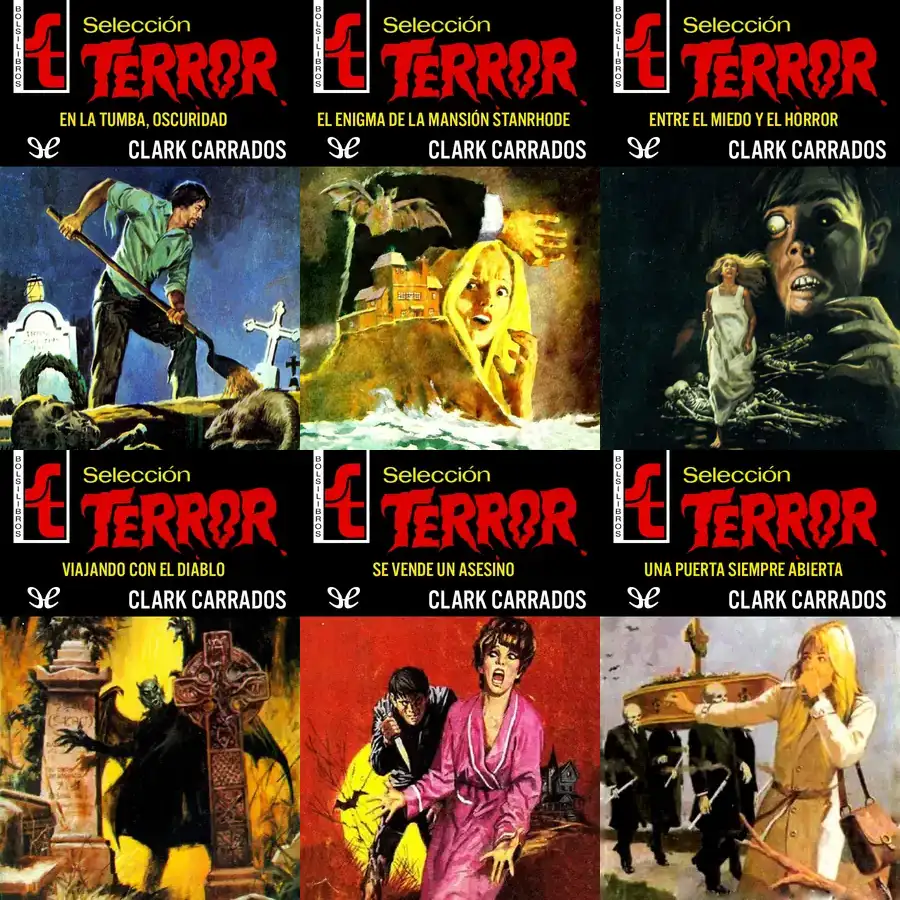 BOLSILIBROS
Selección
TERROR
EN LA TUMBA, OSCURIDAD
CLARK CARRADOS
BOLSILIBROS
Selección
TERROR
EL ENIGMA DE LA MANSIÓN STANRHODE
CLARK CARRADOS
BOLSILIBROS
Selección
TERROR
ENTRE EL MIEDO Y EL HORROR
CLARK CARRADOS
BOLSILIBROS
Selección
TERROR
VIAJANDO CON EL DIABLO
CLARK CARRADOS
BOLSILIBROS
Selección
TERROR
SE VENDE UN ASESINO
CLARK CARRADOS
BOLSILIBROS
Selección
TERROR
UNA PUERTA SIEMPRE ABIERTA
CLARK CARRADOS